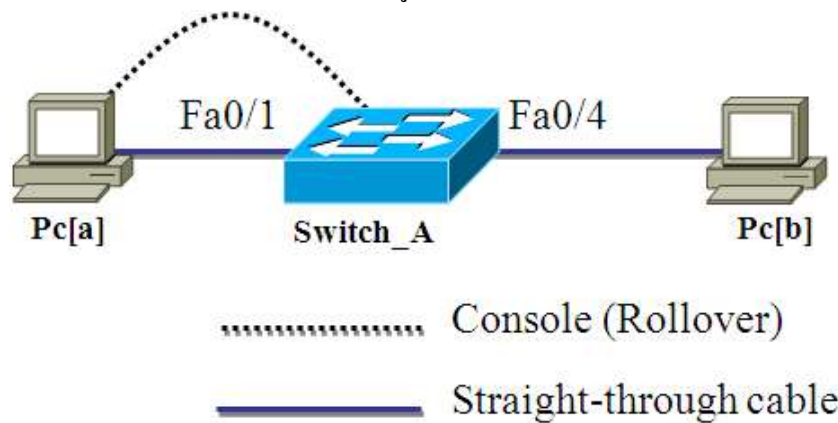 Fa0/1
Fa0/4
Pc[a]
Switch_A
Pc[b]
Console (Rollover)
Straight-through cable